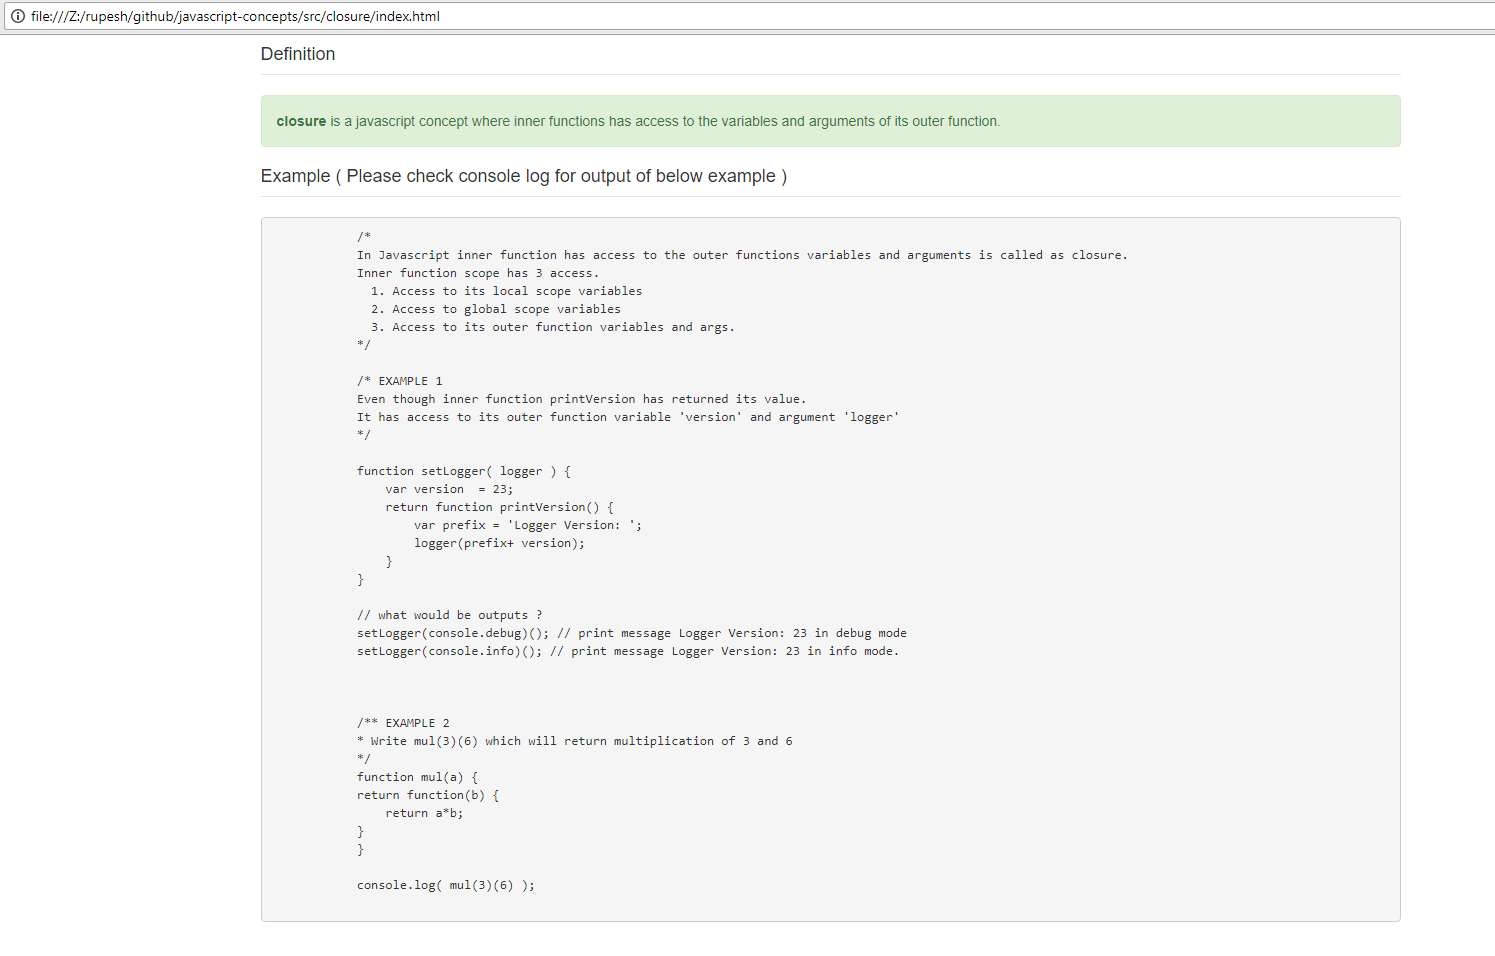 file:///Z:/rupesh/github/javascript-concepts/src/closure/index.html
Definition
closure is a javascript concept where inner functions has access to the variables and arguments of its outer function.
Example ( Please check console log for output of below example )
/*
In Javascript inner function has access to the outer functions variables and arguments is called as closure.
Inner function scope has 3 access.
  1. Access to its local scope variables
  2. Access to global scope variables
  3. Access to its outer function variables and args.
*/
/* EXAMPLE 1
Even though inner function printVersion has returned its value.
It has access to its outer function variable 'version' and argument 'logger'
*/
function setLogger( logger ) {
    var version  = 23;
    return function printVersion() {
        var prefix = 'Logger Version: ';
        logger(prefix+ version);
    }
}
// what would be outputs ?
setLogger(console.debug)(); // print message Logger Version: 23 in debug mode
setLogger(console.info)(); // print message Logger Version: 23 in info mode.
/** EXAMPLE 2
* Write mul(3)(6) which will return multiplication of 3 and 6
*/
function mul(a) {
return function(b) {
    return a*b;
}
}
console.log( mul(3)(6) );